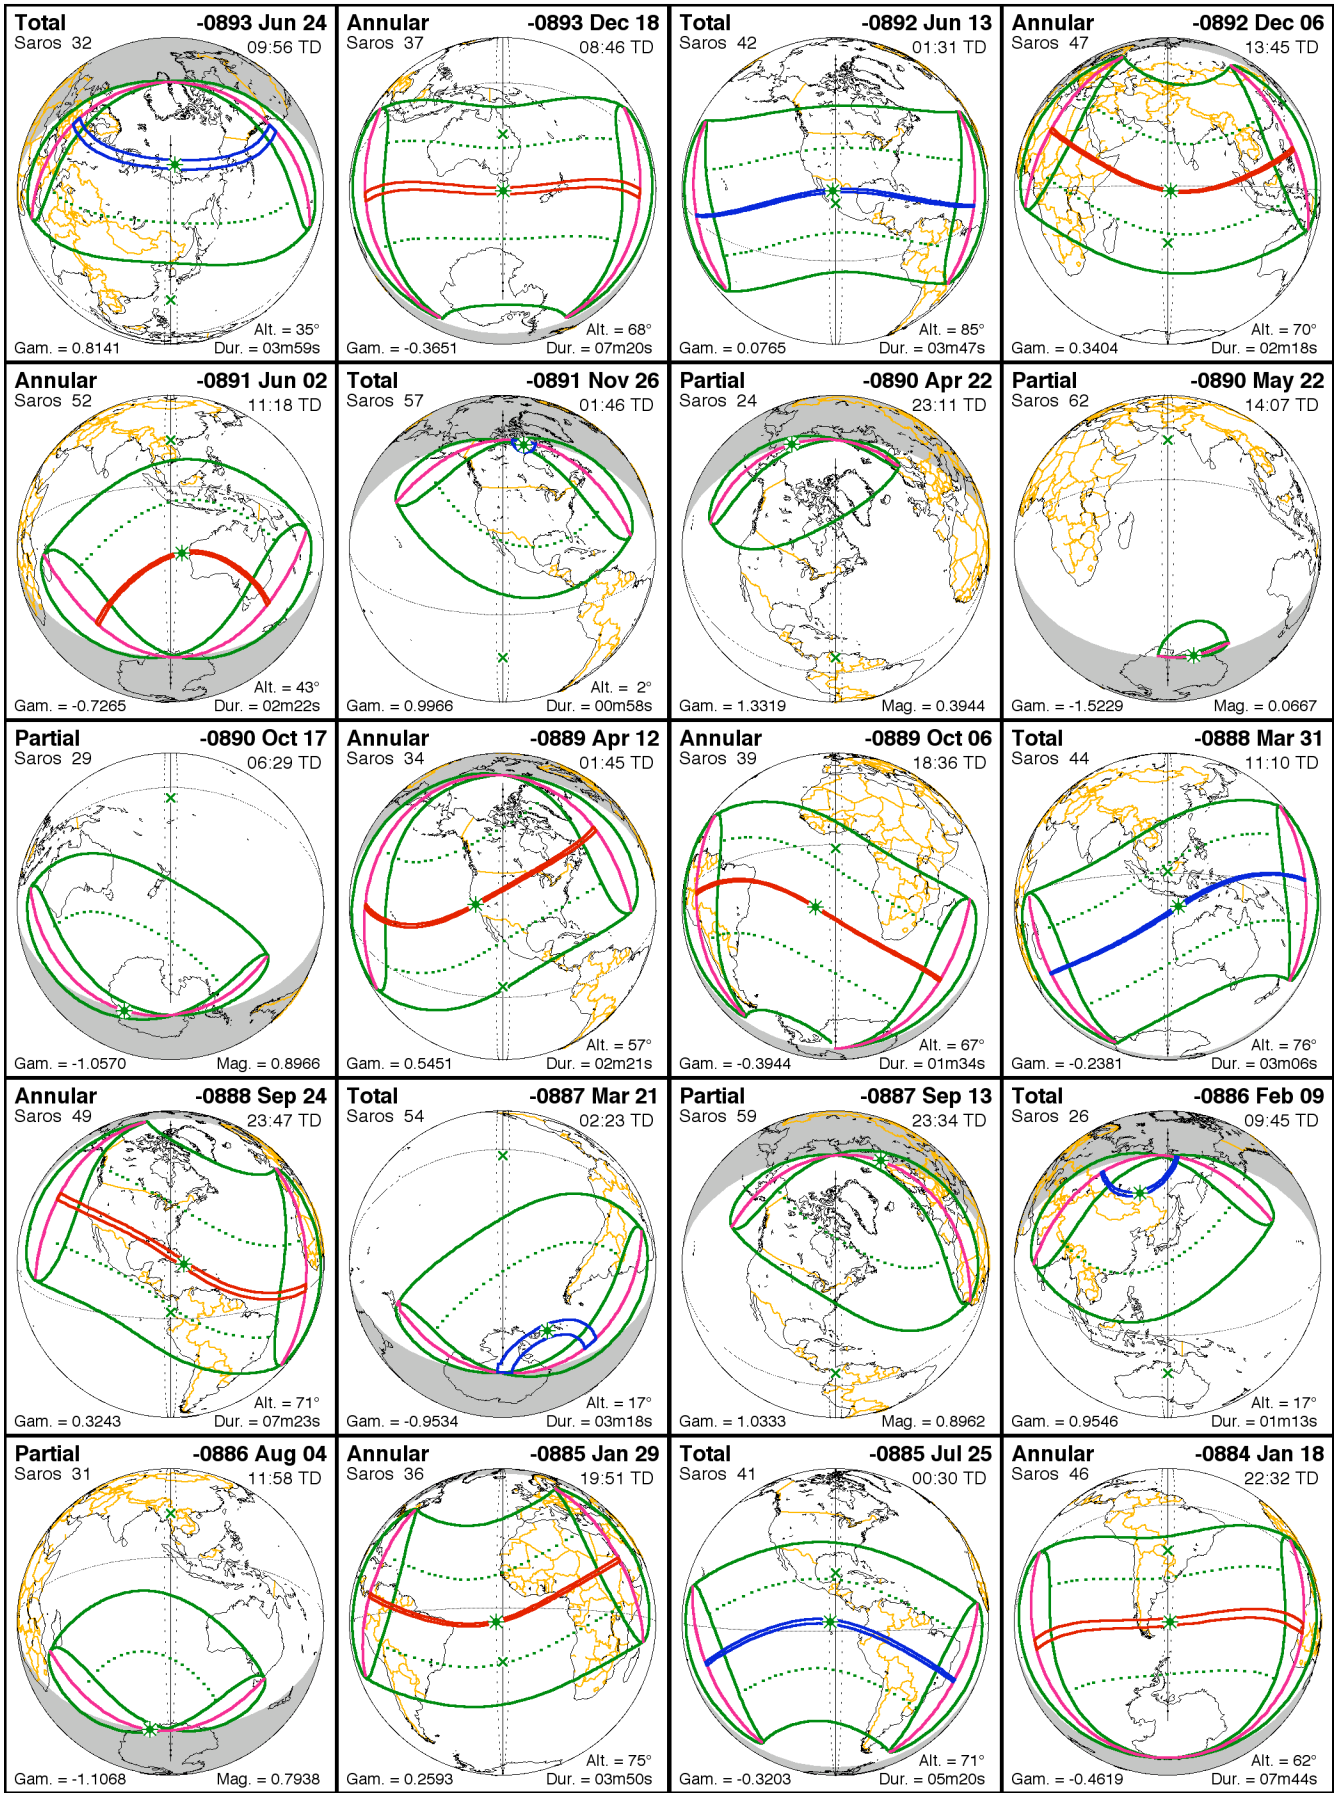 Total -0893 Jun 24
Saros 32 09:56 TD
Alt. = 35°
Gam. = 0.8141 Dur. = 03m59s
Annular -0893 Dec 18
Saros 37 08:46 TD
Alt. = 68°
Gam. = -0.3651 Dur. = 07m20s
Total -0892 Jun 13
Saros 42 01:31 TD
Alt. = 85°
Gam. = 0.0765 Dur. = 03m47s
Annular -0892 Dec 06
Saros 47 13:45 TD
Alt. = 70°
Gam. = 0.3404 Dur. = 02m18s
Annular -0891 Jun 02
Saros 52 11:18 TD
Alt. = 43°
Gam. = -0.7265 Dur. = 02m22s
Total -0891 Nov 26
Saros 57 01:46 TD
Alt. = 2°
Gam. = 0.9966 Dur. = 00m58s
Partial -0890 Apr 22
Saros 24 23:11 TD
Gam. = 1.3319 Mag. = 0.3944
Partial -0890 May 22
Saros 62 14:07 TD
Gam. = -1.5229 Mag. = 0.0667
Partial -0890 Oct 17
Saros 29 06:29 TD
Gam. = -1.0570 Mag. = 0.8966
Annular -0889 Apr 12
Saros 34 01:45 TD
Alt. = 57°
Gam. = 0.5451 Dur. = 02m21s
Annular -0889 Oct 06
Saros 39 18:36 TD
Alt. = 67°
Gam. = -0.3944 Dur. = 01m34s
Total -0888 Mar 31
Saros 44 11:10 TD
Alt. = 76°
Gam. = -0.2381 Dur. = 03m06s
Annular -0888 Sep 24
Saros 49 23:47 TD
Alt. = 71°
Gam. = 0.3243 Dur. = 07m23s
Total -0887 Mar 21
Saros 54 02:23 TD
Alt. = 17°
Gam. = -0.9534 Dur. = 03m18s
Partial -0887 Sep 13
Saros 59 23:34 TD
Gam. = 1.0333 Mag. = 0.8962
Total -0886 Feb 09
Saros 26 09:45 TD
Alt. = 17°
Gam. = 0.9546 Dur. = 01m13s
Partial -0886 Aug 04
Saros 31 11:58 TD
Gam. = -1.1068 Mag. = 0.7938
Annular -0885 Jan 29
Saros 36 19:51 TD
Alt. = 75°
Gam. = 0.2593 Dur. = 03m50s
Total -0885 Jul 25
Saros 41 00:30 TD
Alt. = 71°
Gam. = -0.3203 Dur. = 05m20s
Annular -0884 Jan 18
Saros 46 22:32 TD
Alt. = 62°
Gam. = -0.4619 Dur. = 07m44s